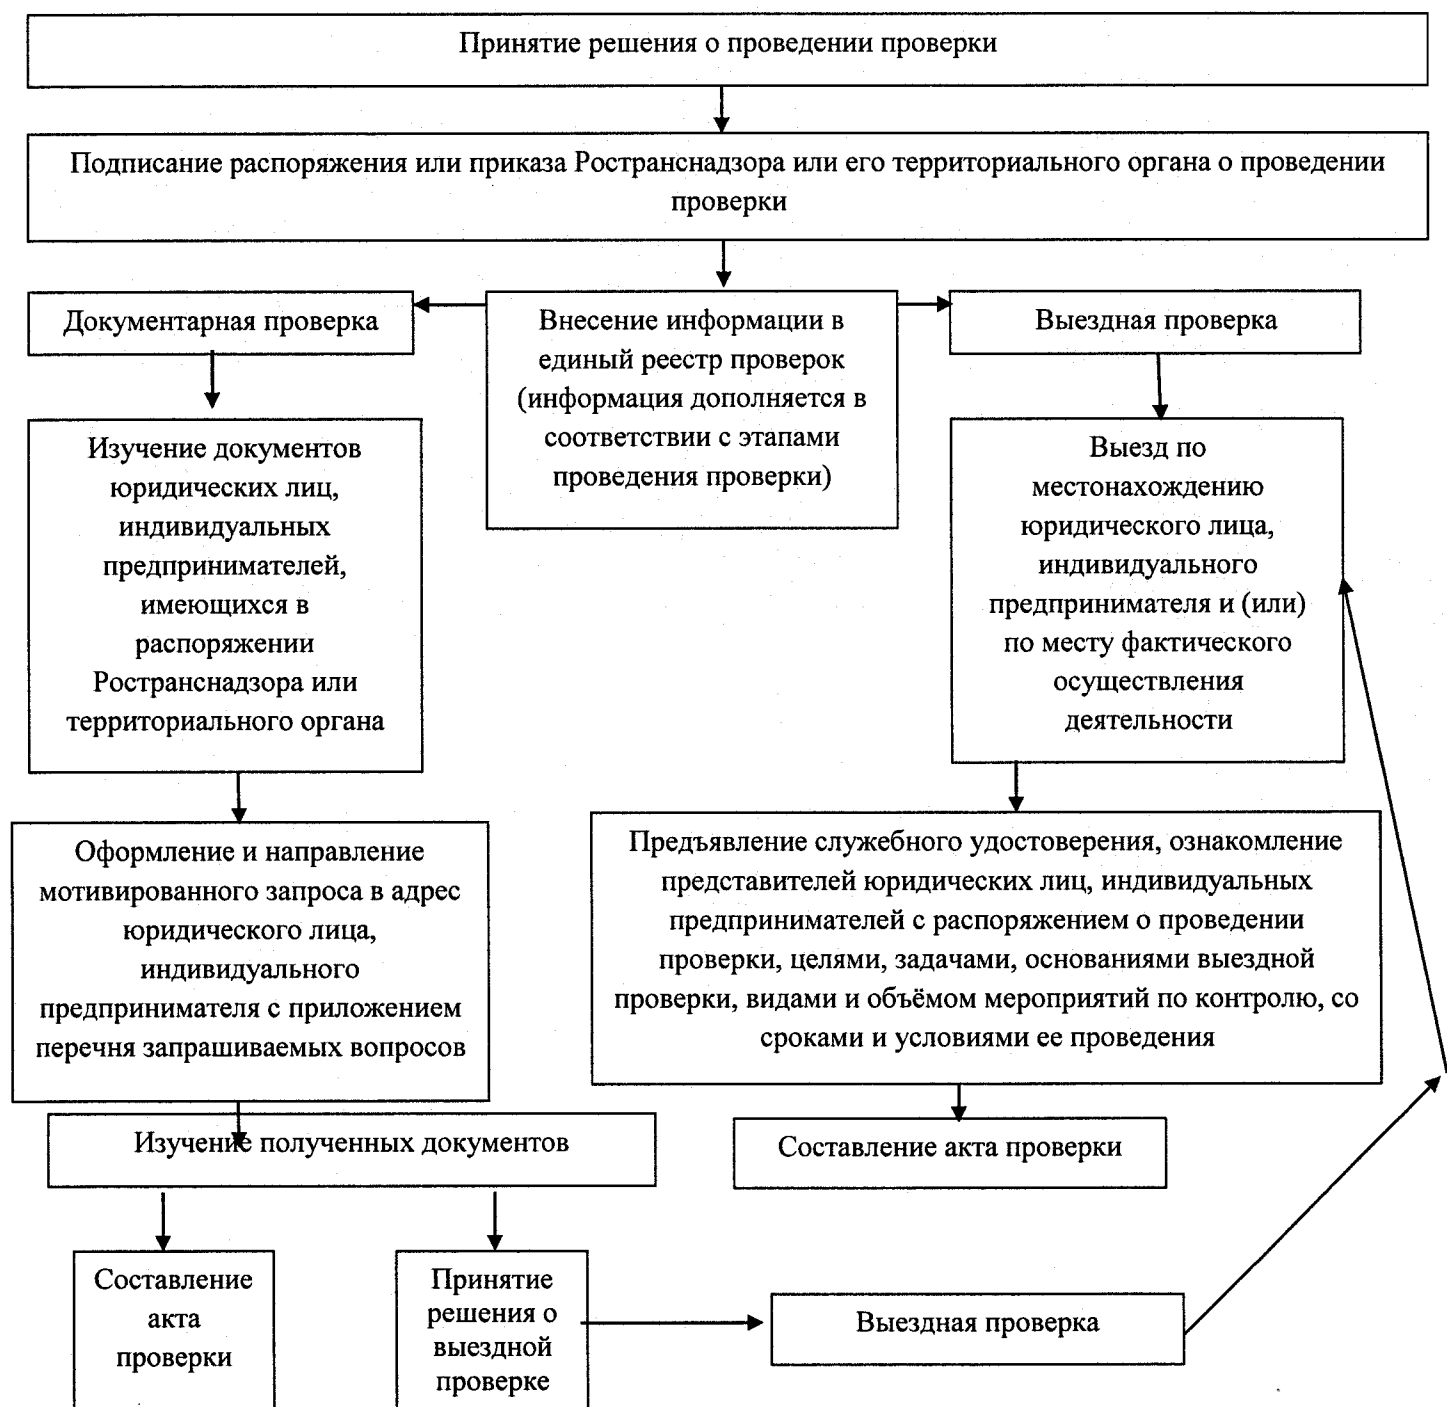 Принятие решения о проведении проверки
Подписание распоряжения или приказа Ространснадзора или его территориального органа о проведении
проверки
Документарная проверка
Внесение информации в
единый реестр проверок
(информация дополняется в
соответствии с этапами
проведения проверки)
Выездная проверка
Изучение документов
юридических лиц,
индивидуальных
предпринимателей,
имеющихся в
распоряжении
Ространснадзора или
территориального органа
Выезд по
местонахождению
юридического лица,
индивидуального
предпринимателя и (или)
по месту фактического
осуществления
деятельности
Оформление и направление
мотивированного запроса в адрес
юридического лица,
индивидуального
предпринимателя с приложением
перечня запрашиваемых вопросов
Предъявление служебного удостоверения, ознакомление
представителей юридических лиц, индивидуальных
предпринимателей с распоряжением о проведении
проверки, целями, задачами, основаниями выездной
проверки, видами и объёмом мероприятий по контролю, со
сроками и условиями ее проведения
Изучение полученных документов
Составление акта проверки
Составление
акта
проверки
Принятие
решения о
выездной
проверке
Выездная проверка